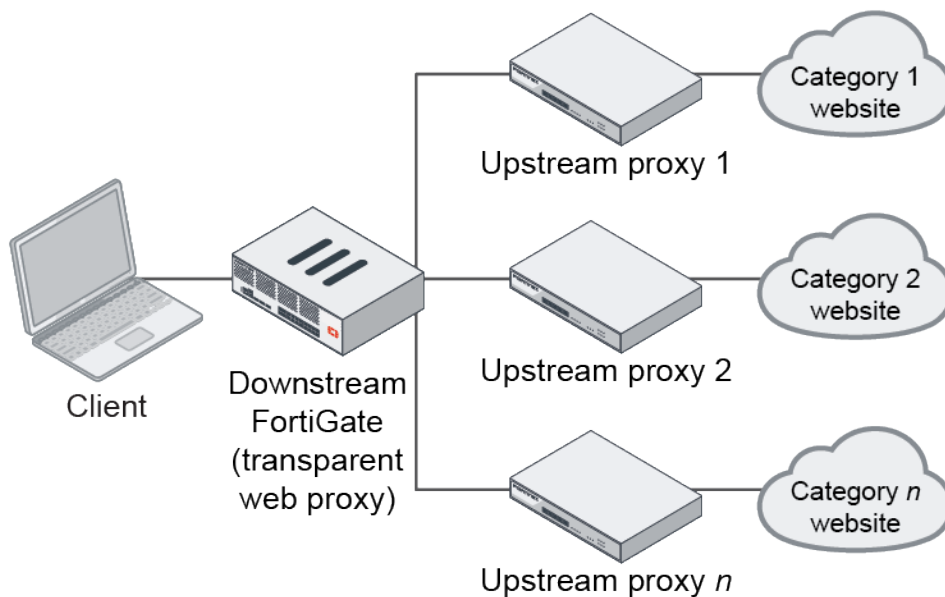 Category 1
website
Upstream proxy 1
Category 2
website
Upstream proxy 2
Client
Downstream
FortiGate
(transparent
web proxy)
Category n
website
Upstream proxy n